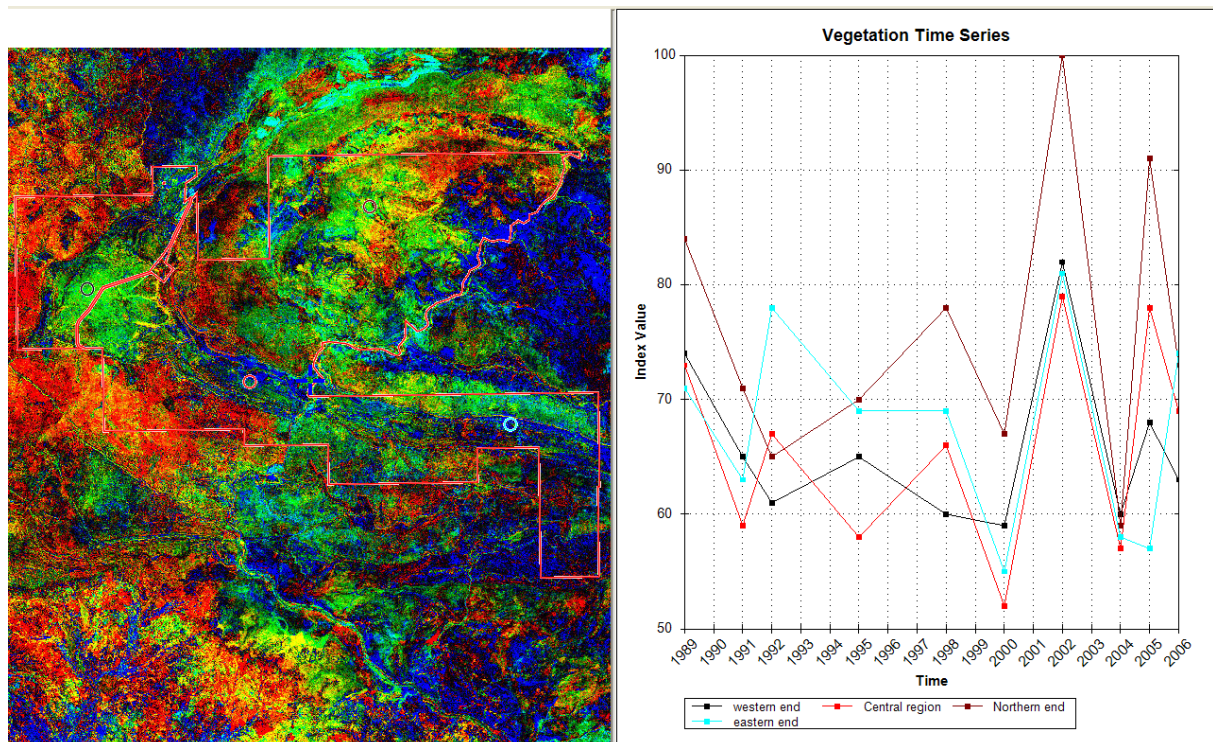 Vegetation Time Series
100
90
80
70
60
50
Index Value
1989 1990 1991 1992 1993 1994 1995 1996 1997 1998 1999 2000 2001 2002 2003 2004 2005 2006
Time
western end Central region Northern end
eastern end